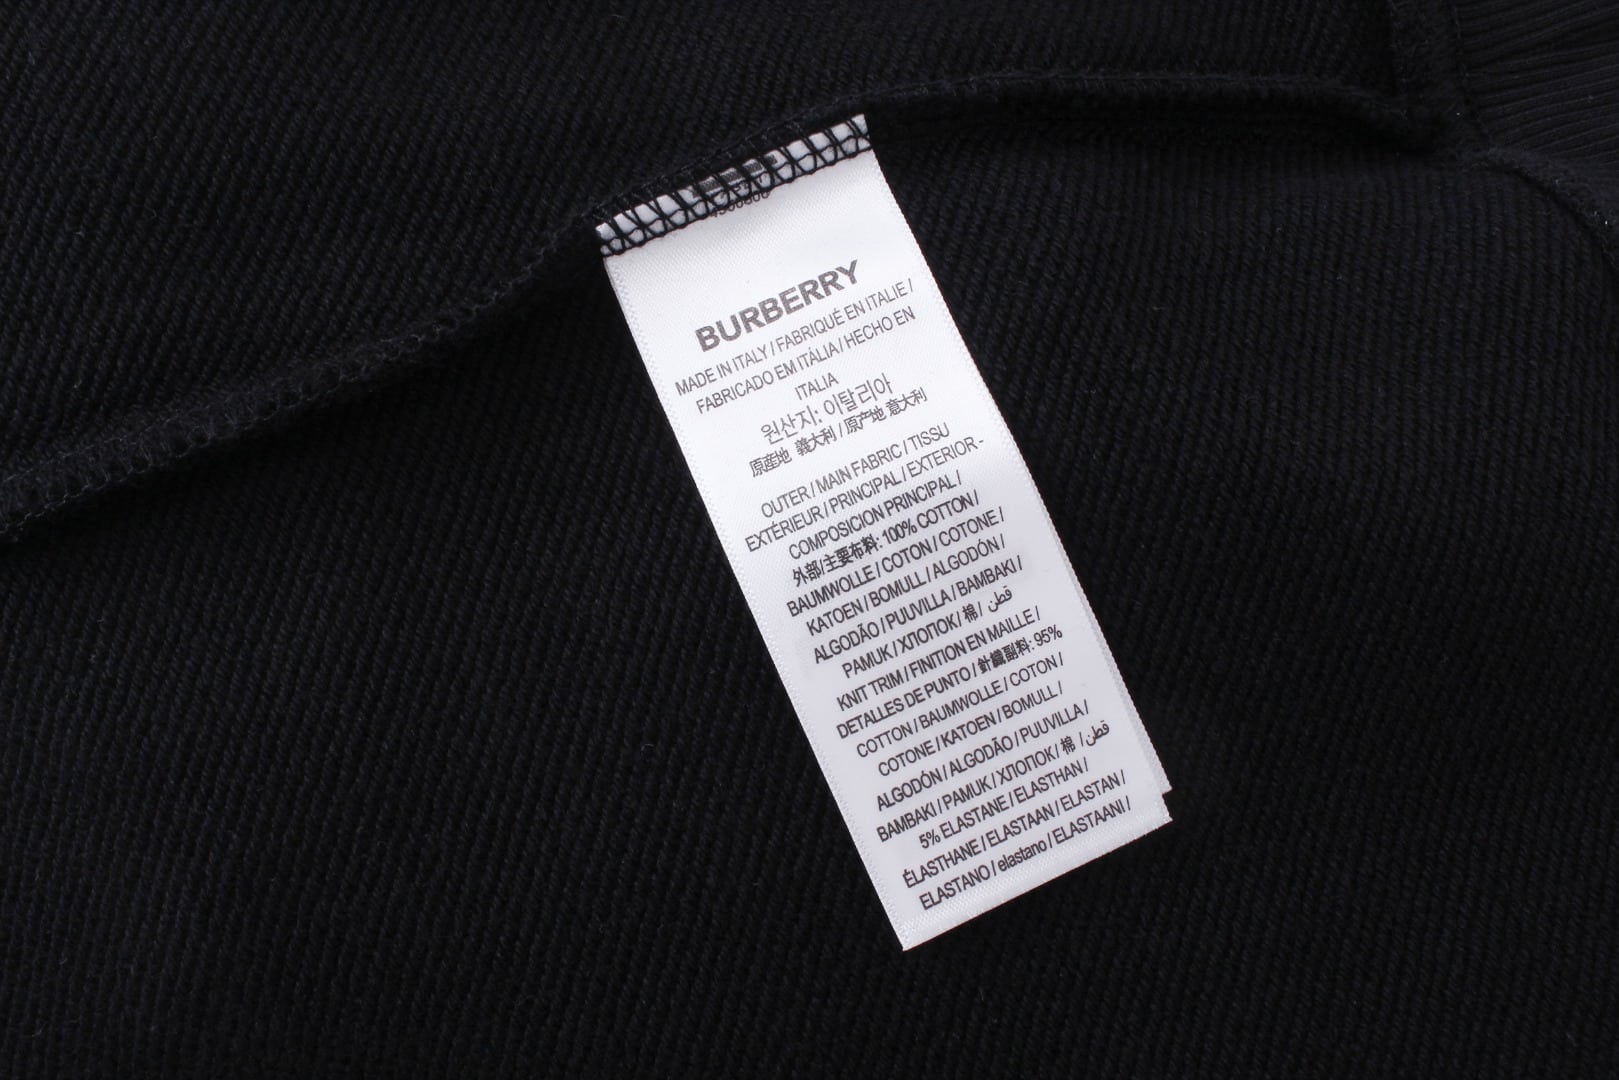 BURBERRY
MADE IN ITALY / FABRIQUÉ EN ITALIE /
FABRICADO EM ITÁLIA / HECHO EN
ITALIA
원산지: 이탈리아
原産地 義大利 / 原产地 意大利
OUTER / MAIN FABRIC / TISSU
EXTÉRIEUR / PRINCIPAL / EXTERIOR -
COMPOSICION PRINCIPAL /
外部/主要布料: 100% COTTON /
BAUMWOLLE / COTON / COTONE /
KATOEN / BOMULL / ALGODÓN /
ALGODÃO / PUUVILLA / BAMBAKI /
PAMUK / ХЛОПОК / 棉 / قطن
KNIT TRIM / FINITION EN MAILLE /
DETALLES DE PUNTO / 針織副料: 95%
COTTON / BAUMWOLLE / COTON /
COTONE / KATOEN / BOMULL /
ALGODÓN / ALGODÃO / PUUVILLA /
BAMBAKI / PAMUK / ХЛОПОК / 棉 / قطن
5% ELASTANE / ELASTHAN /
ÉLASTHANE / ELASTAAN / ELASTAN /
ELASTANO / elastano / ELASTAANI /